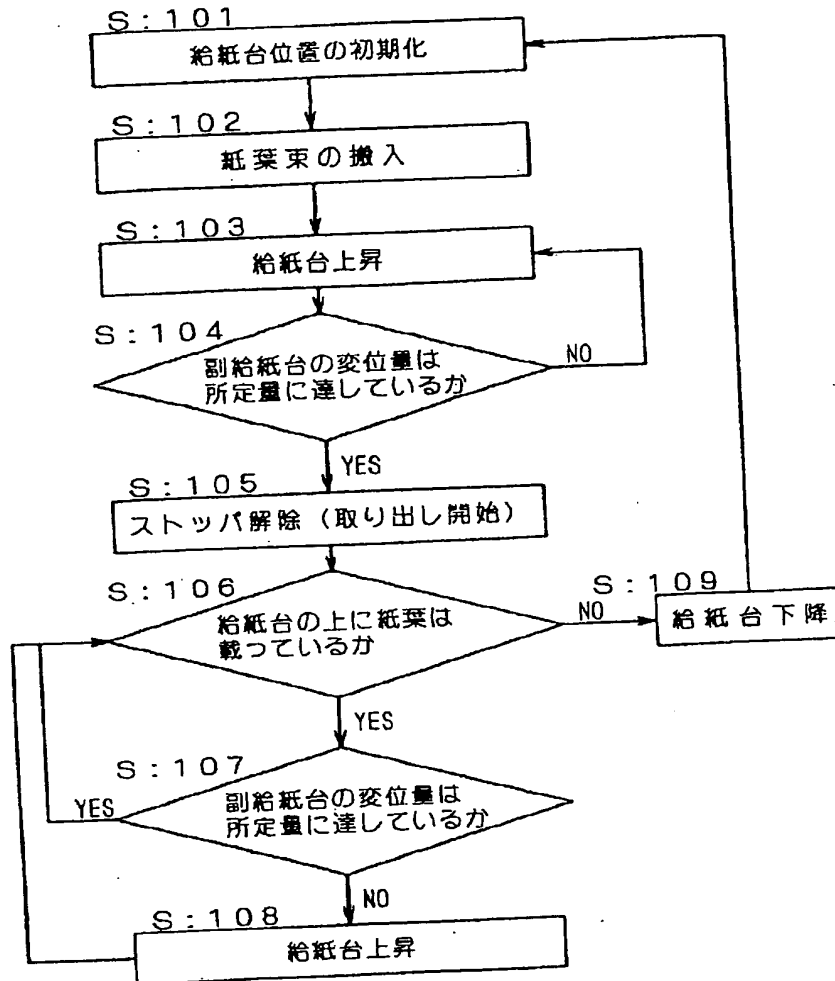 S:101
給紙台位置の初期化
S:102
紙葉束の搬入
S:103
給紙台上昇
S:104
副給紙台の変位量は
所定量に達しているか
NO
YES
S:105
ストッパ解除(取り出し開始)
S:106
給紙台の上に紙葉は
載っているか
NO
S:109
給紙台下降
YES
S:107
副給紙台の変位量は
所定量に達しているか
YES
NO
S:108
給紙台上昇